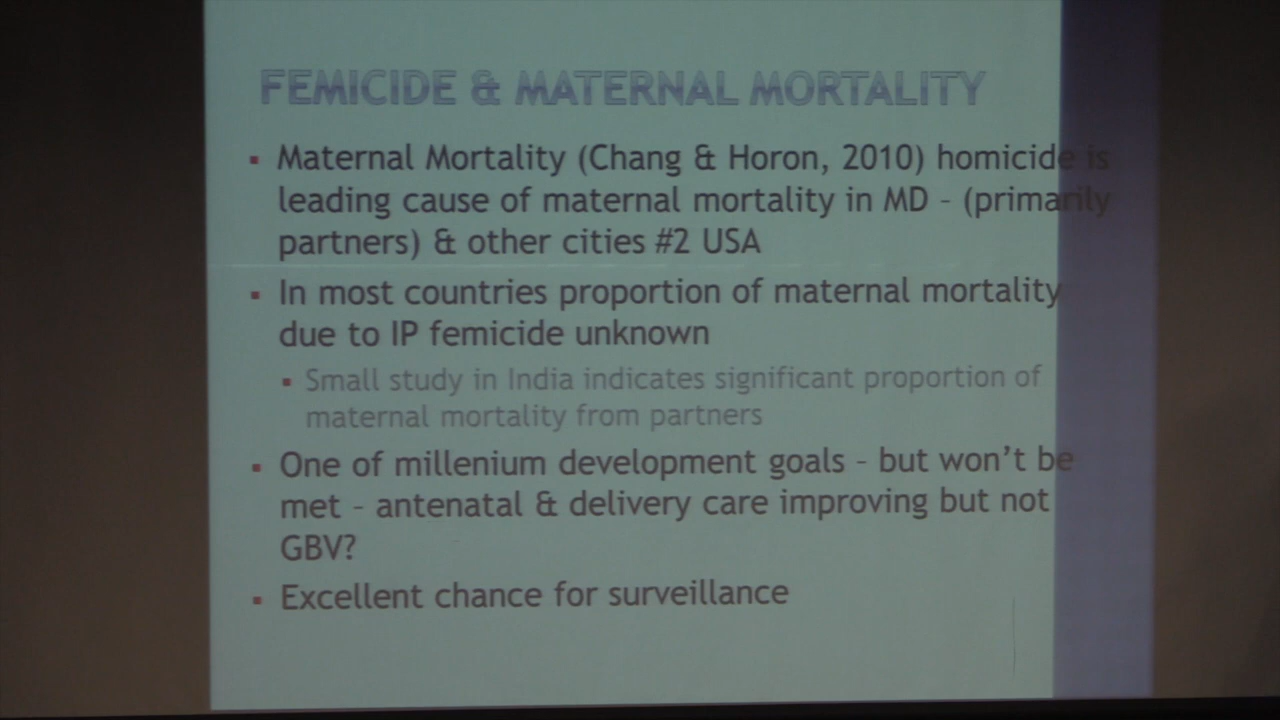 FEMICIDE & MATERNAL MORTALITY
▪ Maternal Mortality (Chang & Horon, 2010) homicide is
leading cause of maternal mortality in MD – (primarily
partners) & other cities #2 USA
▪ In most countries proportion of maternal mortality
due to IP femicide unknown
▪ Small study in India indicates significant proportion of
maternal mortality from partners
▪ One of millenium development goals – but won't be
met – antenatal & delivery care improving but not
GBV?
▪ Excellent chance for surveillance